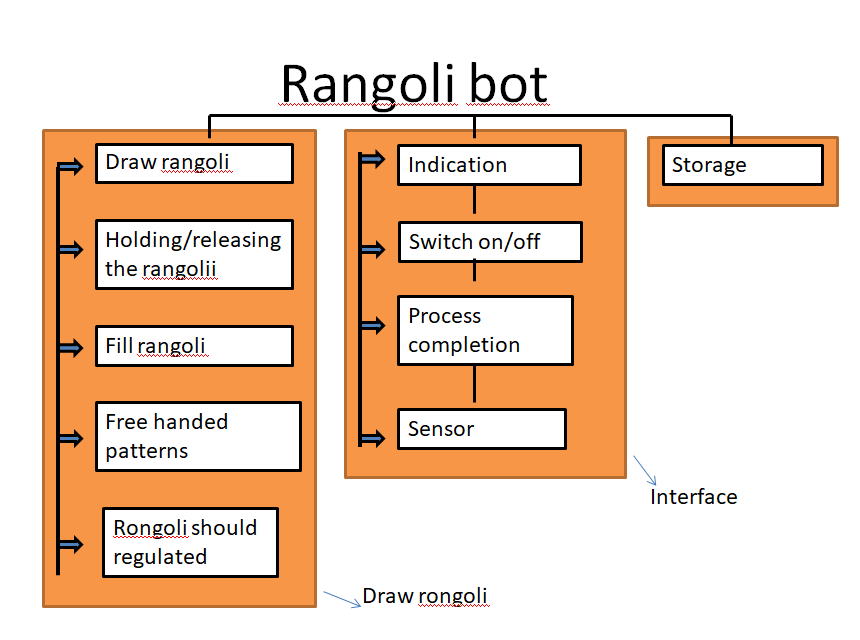 Rangoli bot
Draw rangoli
Holding/releasing
the rangolii
Fill rangoli
Free handed
patterns
Rongoli should
regulated
Draw rongoli
Indication
Switch on/off
Process
completion
Sensor
Interface
Storage